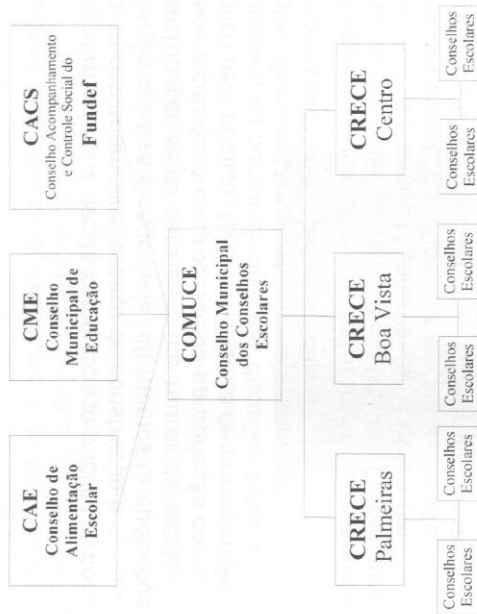 CAE
Conselho de
Alimentação
Escolar
CME
Conselho
Municipal de
Educação
CACS
Conselho Acompanhamento
e Controle Social do
Fundef
COMUCE
Conselho Municipal
dos Conselhos
Escolares
CRECE
Palmeiras
CRECE
Boa Vista
CRECE
Centro
Conselhos
Escolares
Conselhos
Escolares
Conselhos
Escolares
Conselhos
Escolares
Conselhos
Escolares
Conselhos
Escolares